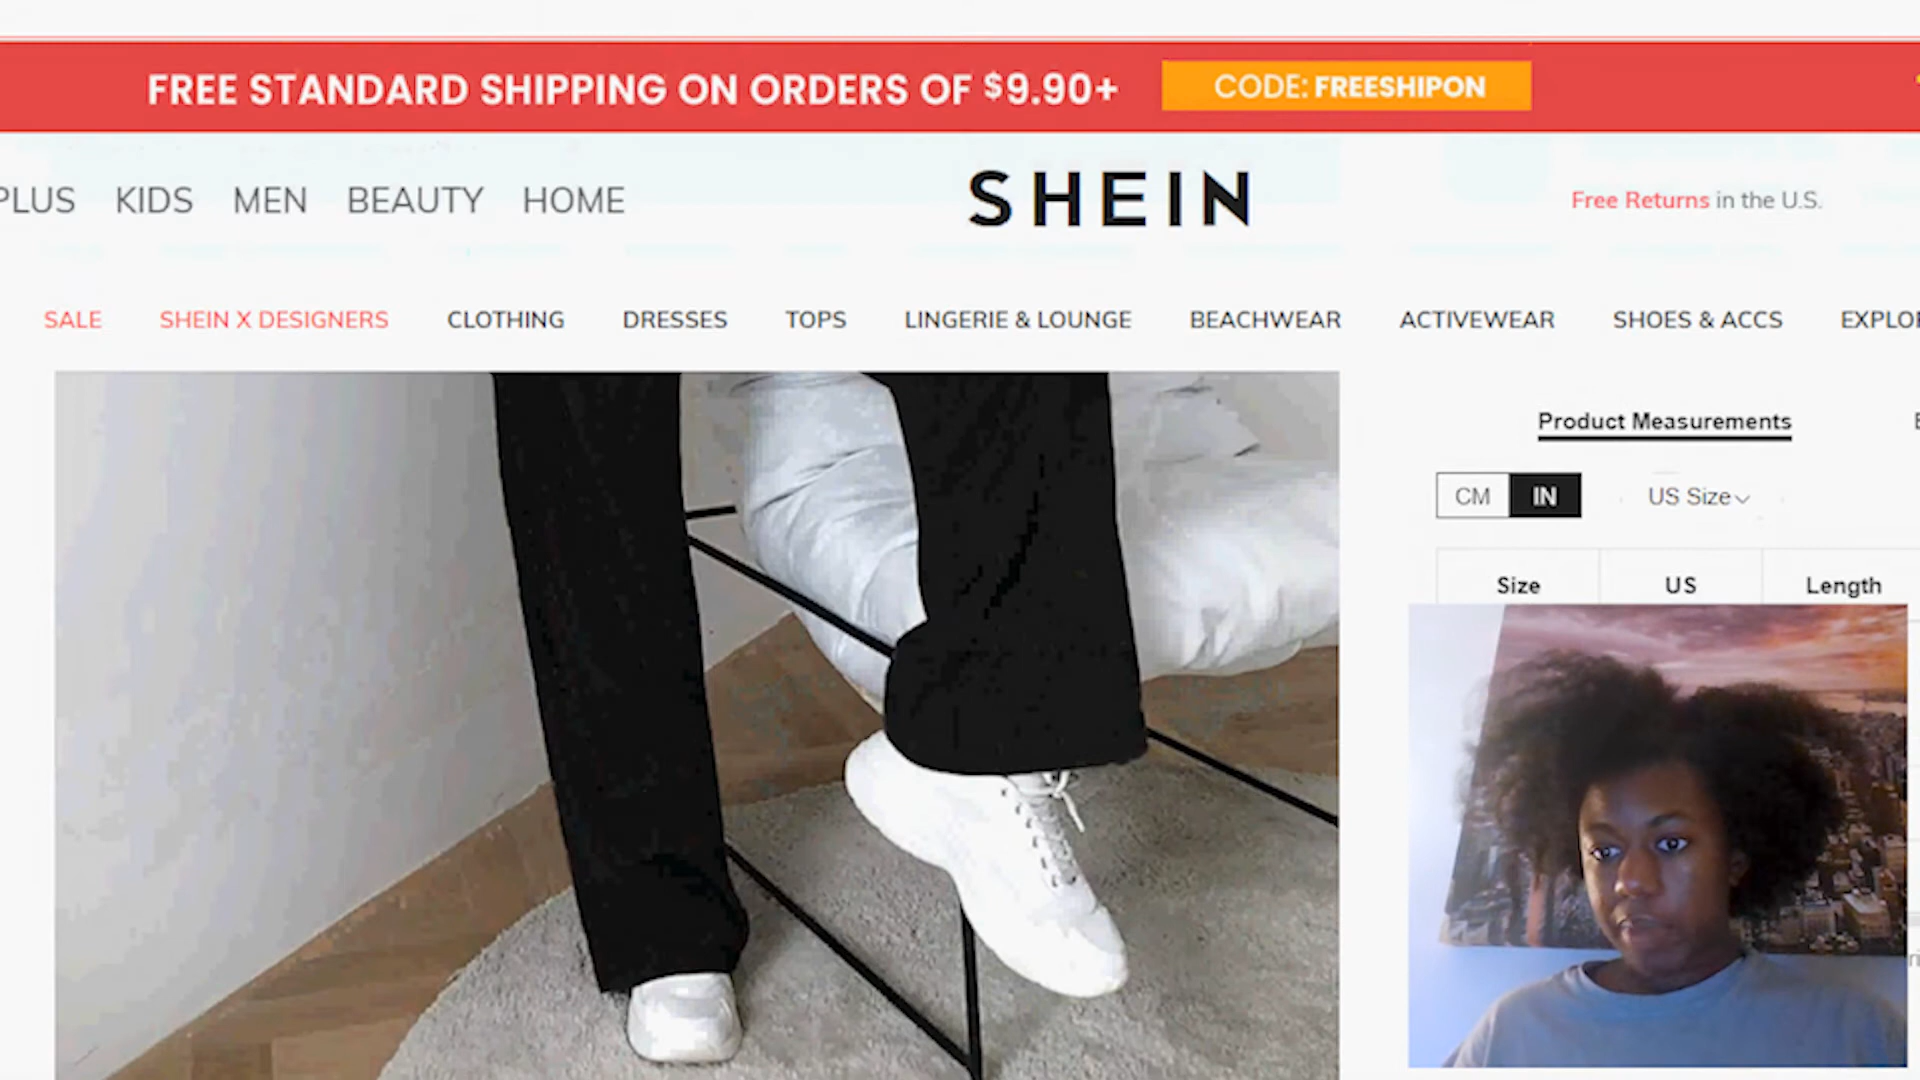 FREE STANDARD SHIPPING ON ORDERS OF $9.90+ CODE: FREESHIPON
PLUS KIDS MEN BEAUTY HOME SHEIN Free Returns in the U.S.
SALE SHEIN X DESIGNERS CLOTHING DRESSES TOPS LINGERIE & LOUNGE BEACHWEAR ACTIVEWEAR SHOES & ACCS
Product Measurements
CM IN US Size
Size US Length